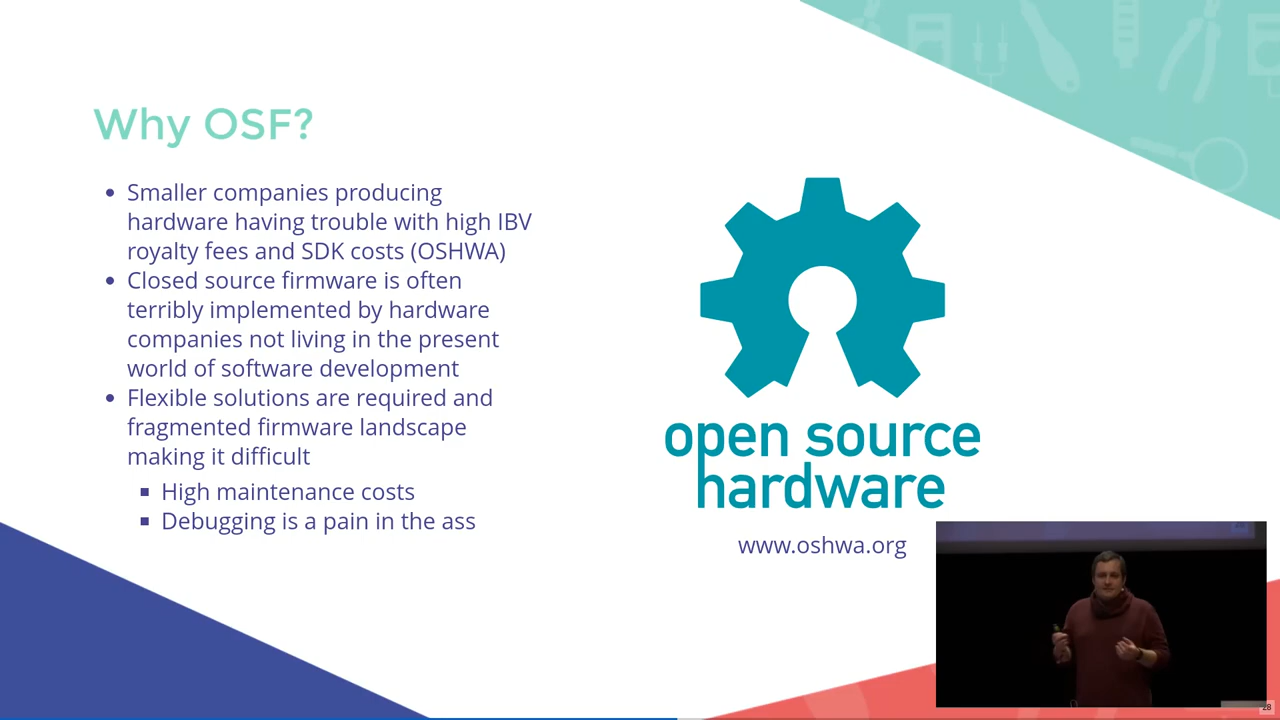 Why OSF?
Smaller companies producing
hardware having trouble with high IBV
royalty fees and SDK costs (OSHWA)
Closed source firmware is often
terribly implemented by hardware
companies not living in the present
world of software development
Flexible solutions are required and
fragmented firmware landscape
making it difficult
High maintenance costs
Debugging is a pain in the ass
open source
hardware
www.oshwa.org
28